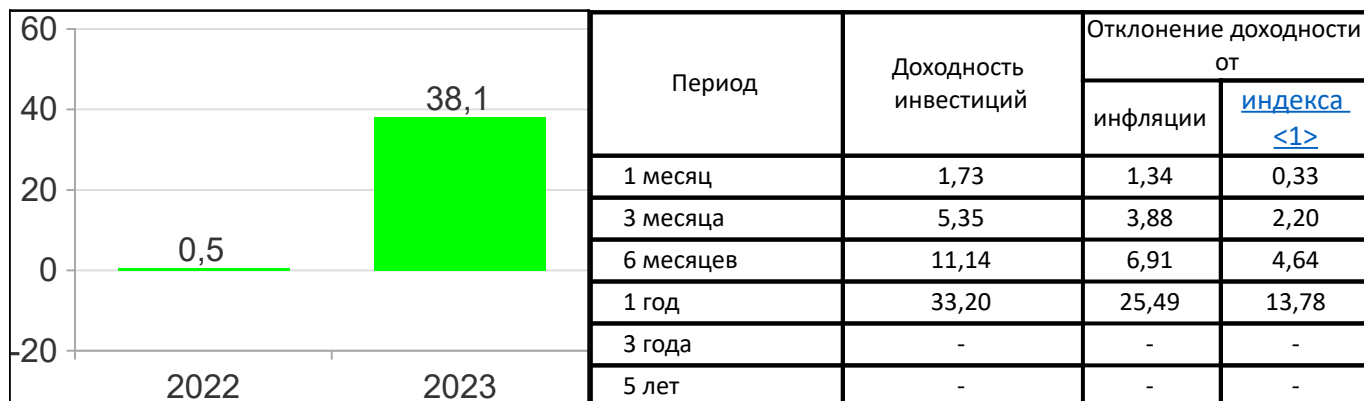 60
40
20
0
-20
0,5
38,1
2022
2023
Период
Доходность
инвестиций
Отклонение доходности
от
инфляции
индекса
<1>
1 месяц 1,73 1,34 0,33
3 месяца 5,35 3,88 2,20
6 месяцев 11,14 6,91 4,64
1 год 33,20 25,49 13,78
3 года - - -
5 лет - - -